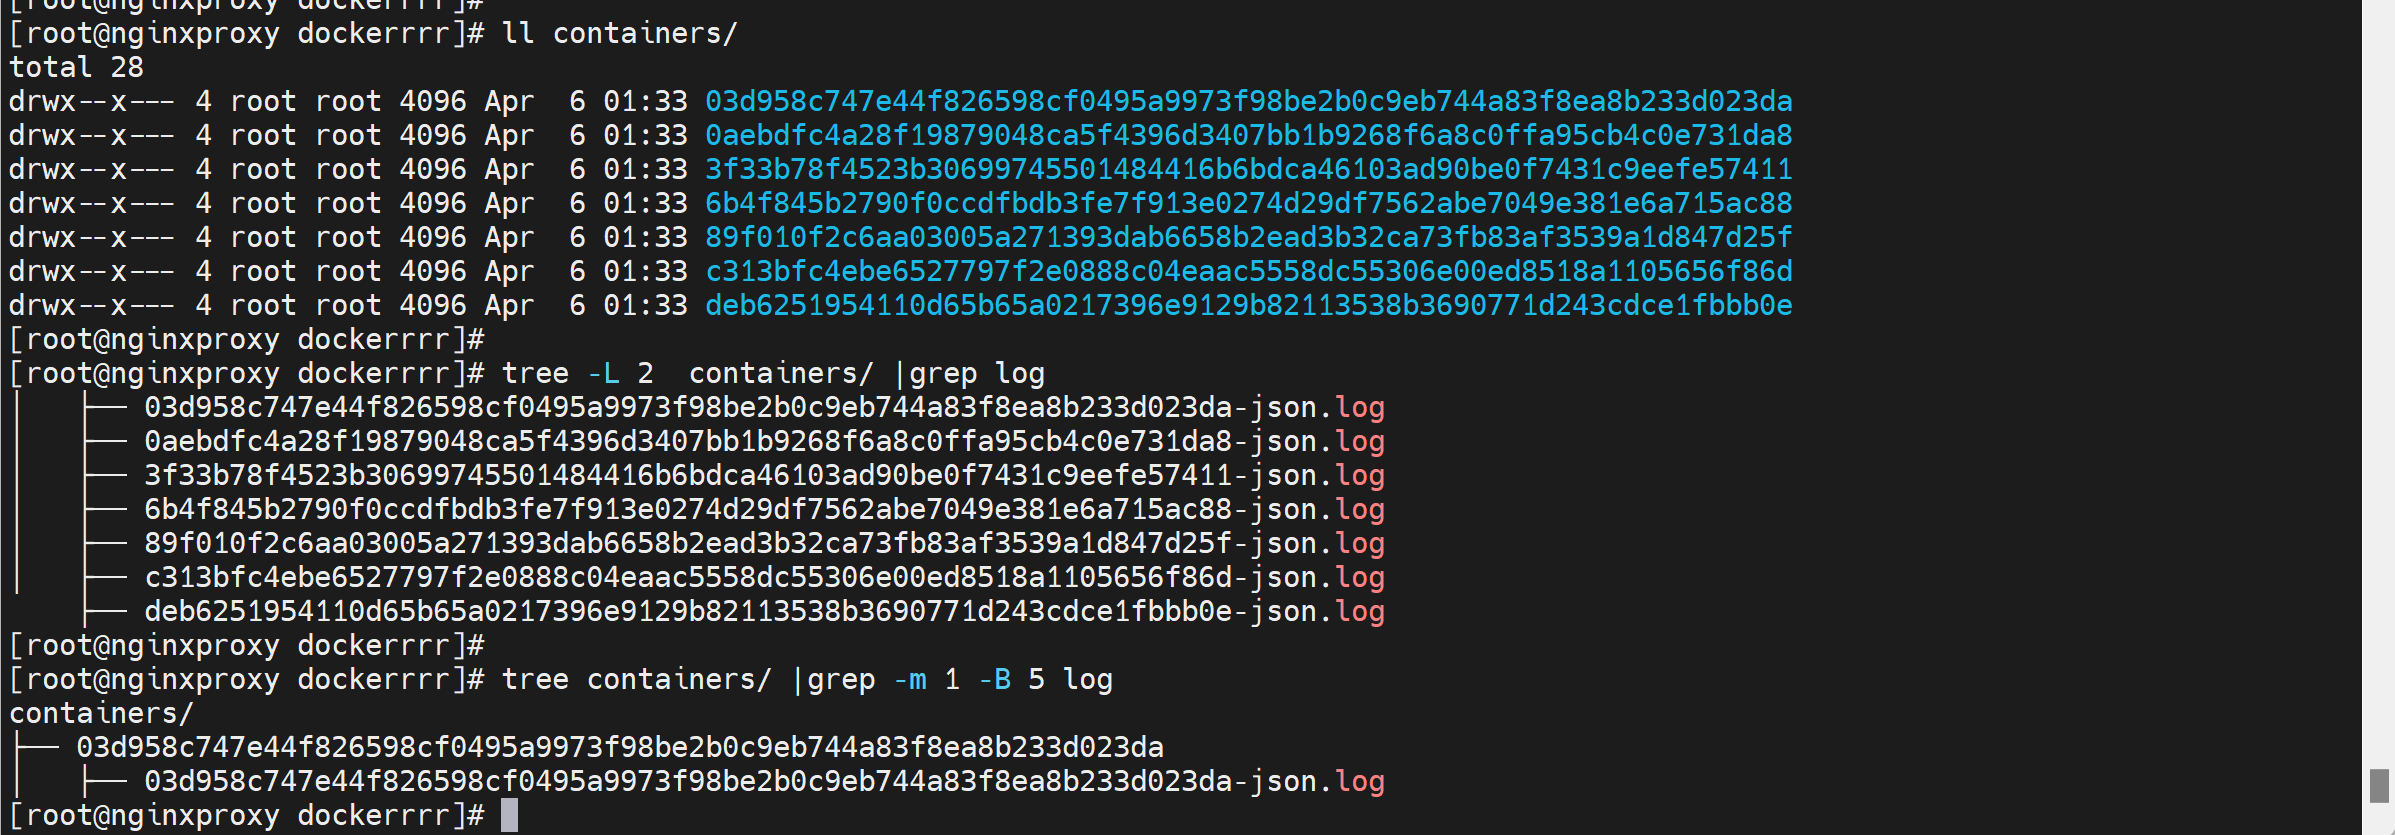 [root@nginxproxy dockerrrr]#
[root@nginxproxy dockerrrr]# ll containers/
total 28
drwx--x--- 4 root root 4096 Apr  6 01:33 03d958c747e44f826598cf0495a9973f98be2b0c9eb744a83f8ea8b233d023da
drwx--x--- 4 root root 4096 Apr  6 01:33 0aebdfc4a28f19879048ca5f4396d3407bb1b9268f6a8c0ffa95cb4c0e731da8
drwx--x--- 4 root root 4096 Apr  6 01:33 3f33b78f4523b30699745501484416b6bdca46103ad90be0f7431c9eefe57411
drwx--x--- 4 root root 4096 Apr  6 01:33 6b4f845b2790f0ccdfbdb3fe7f913e0274d29df7562abe7049e381e6a715ac88
drwx--x--- 4 root root 4096 Apr  6 01:33 89f010f2c6aa03005a271393dab6658b2ead3b32ca73fb83af3539a1d847d25f
drwx--x--- 4 root root 4096 Apr  6 01:33 c313bfc4ebe6527797f2e0888c04eaac5558dc55306e00ed8518a1105656f86d
drwx--x--- 4 root root 4096 Apr  6 01:33 deb6251954110d65b65a0217396e9129b82113538b3690771d243cdce1fbbb0e
[root@nginxproxy dockerrrr]#
[root@nginxproxy dockerrrr]# tree -L 2  containers/ |grep log
│   ├── 03d958c747e44f826598cf0495a9973f98be2b0c9eb744a83f8ea8b233d023da-json.log
│   ├── 0aebdfc4a28f19879048ca5f4396d3407bb1b9268f6a8c0ffa95cb4c0e731da8-json.log
│   ├── 3f33b78f4523b30699745501484416b6bdca46103ad90be0f7431c9eefe57411-json.log
│   ├── 6b4f845b2790f0ccdfbdb3fe7f913e0274d29df7562abe7049e381e6a715ac88-json.log
│   ├── 89f010f2c6aa03005a271393dab6658b2ead3b32ca73fb83af3539a1d847d25f-json.log
│   ├── c313bfc4ebe6527797f2e0888c04eaac5558dc55306e00ed8518a1105656f86d-json.log
    ├── deb6251954110d65b65a0217396e9129b82113538b3690771d243cdce1fbbb0e-json.log
[root@nginxproxy dockerrrr]#
[root@nginxproxy dockerrrr]# tree containers/ |grep -m 1 -B 5 log
containers/
├── 03d958c747e44f826598cf0495a9973f98be2b0c9eb744a83f8ea8b233d023da
│   ├── 03d958c747e44f826598cf0495a9973f98be2b0c9eb744a83f8ea8b233d023da-json.log
[root@nginxproxy dockerrrr]#